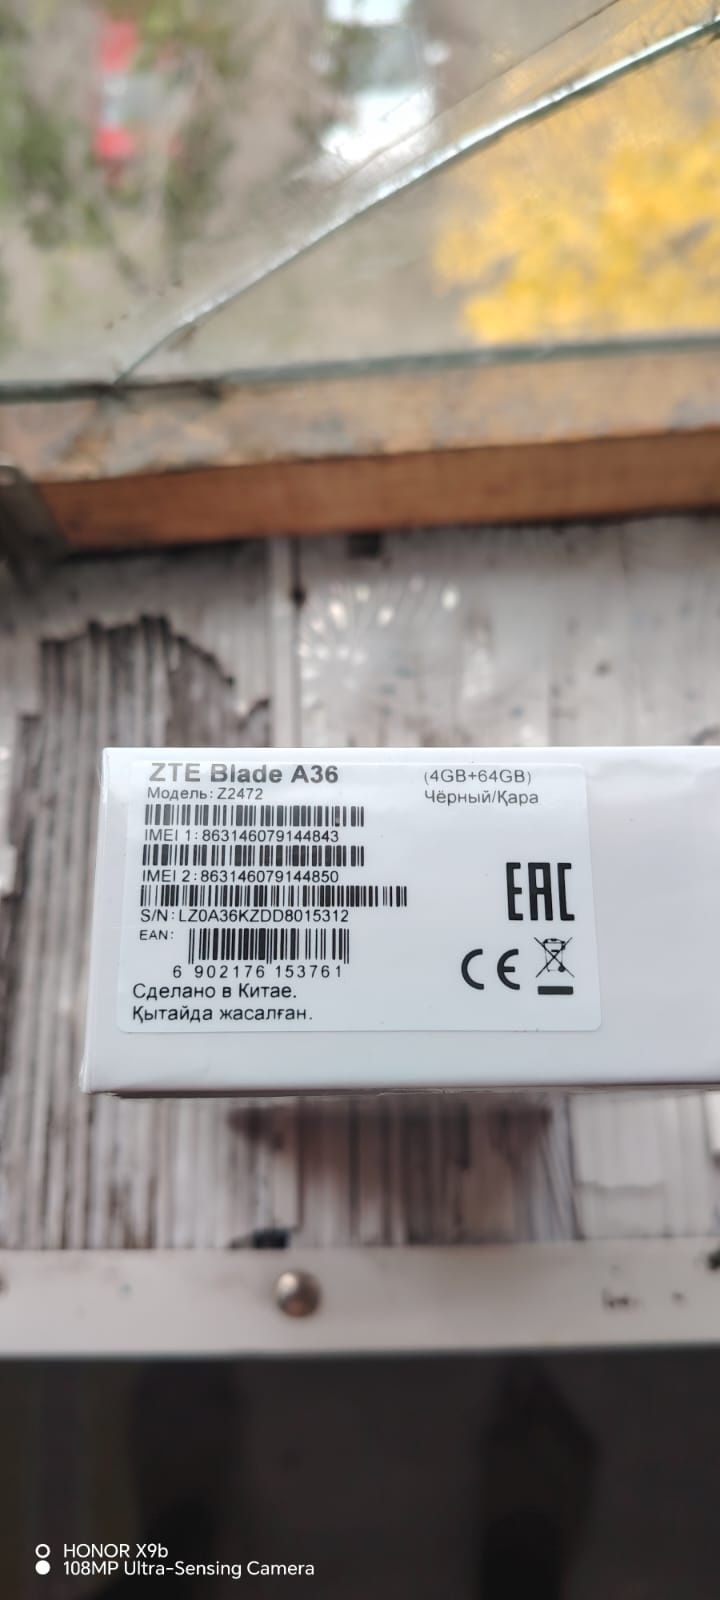 ZTE Blade A36 (4GB+64GB)
Модель: Z2472 Чёрный/Қара
IMEI 1: 863146079144843
IMEI 2: 863146079144850
S/N: LZ0A36KZDD8015312
EAN:
6 902176 153761
EAC
CE
Сделано в Китае.
Қытайда жасалған.
HONOR X9b
108MP Ultra-Sensing Camera